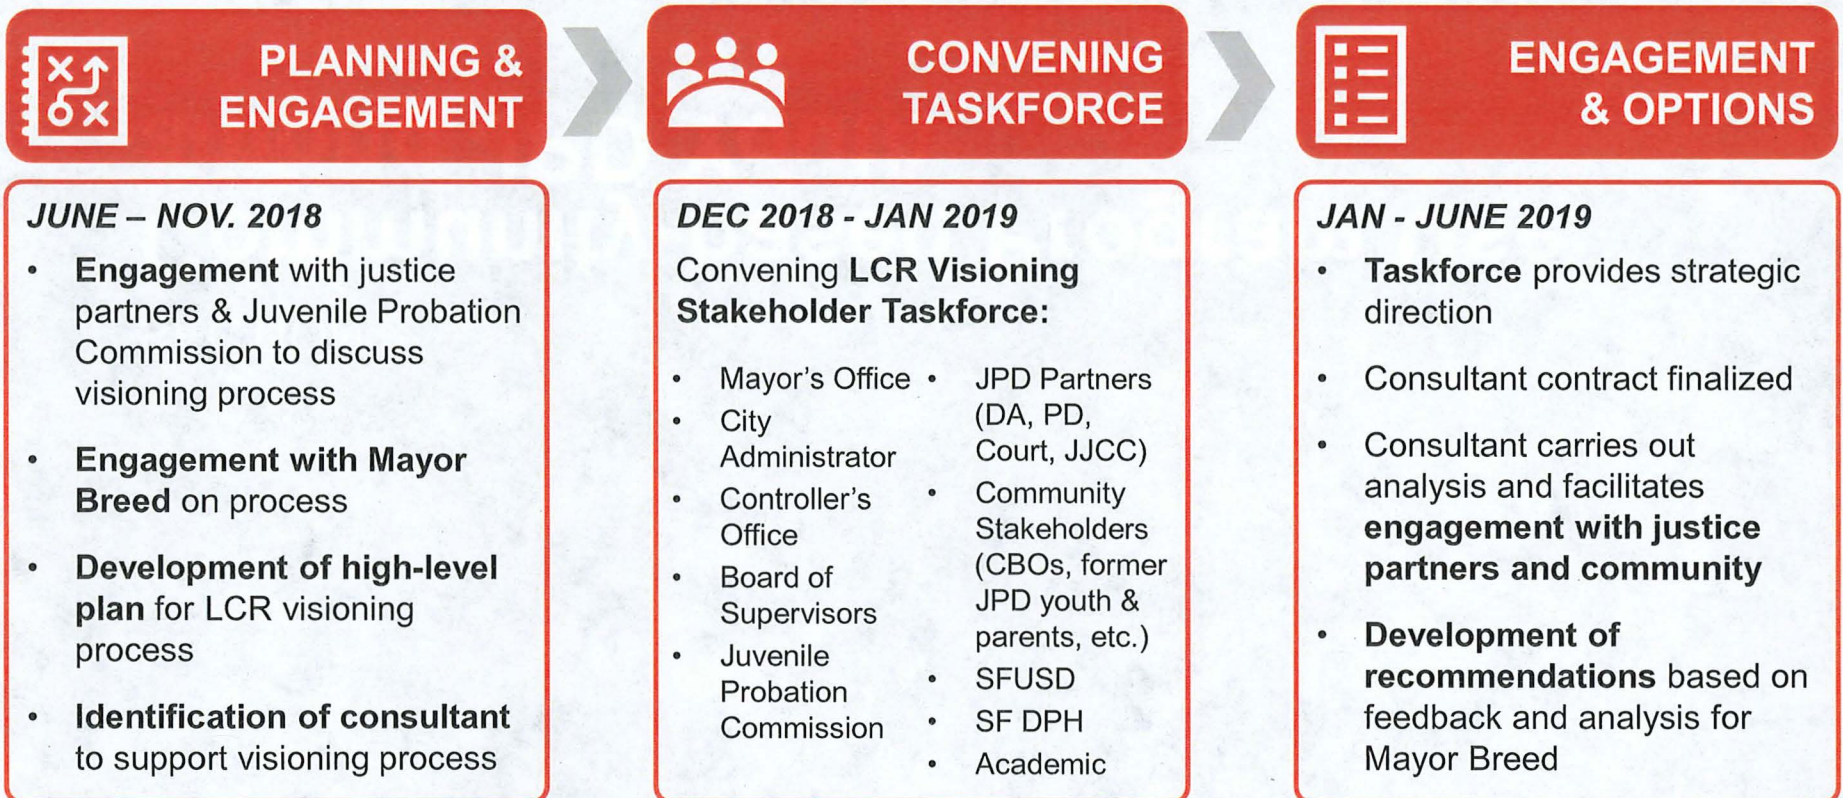 PLANNING &
ENGAGEMENT
CONVENING
TASKFORCE
ENGAGEMENT
& OPTIONS
JUNE – NOV. 2018
• Engagement with justice
partners & Juvenile Probation
Commission to discuss
visioning process
• Engagement with Mayor
Breed on process
• Development of high-level
plan for LCR visioning
process
• Identification of consultant
to support visioning process
DEC 2018 - JAN 2019
Convening LCR Visioning
Stakeholder Taskforce:
• Mayor's Office
• City
Administrator
• Controller's
Office
• Board of
Supervisors
• Juvenile
Probation
Commission
• JPD Partners
(DA, PD,
Court, JJCC)
• Community
Stakeholders
(CBOs, former
JPD youth &
parents, etc.)
• SFUSD
• SF DPH
• Academic
JAN - JUNE 2019
• Taskforce provides strategic
direction
• Consultant contract finalized
• Consultant carries out
analysis and facilitates
engagement with justice
partners and community
• Development of
recommendations based on
feedback and analysis for
Mayor Breed